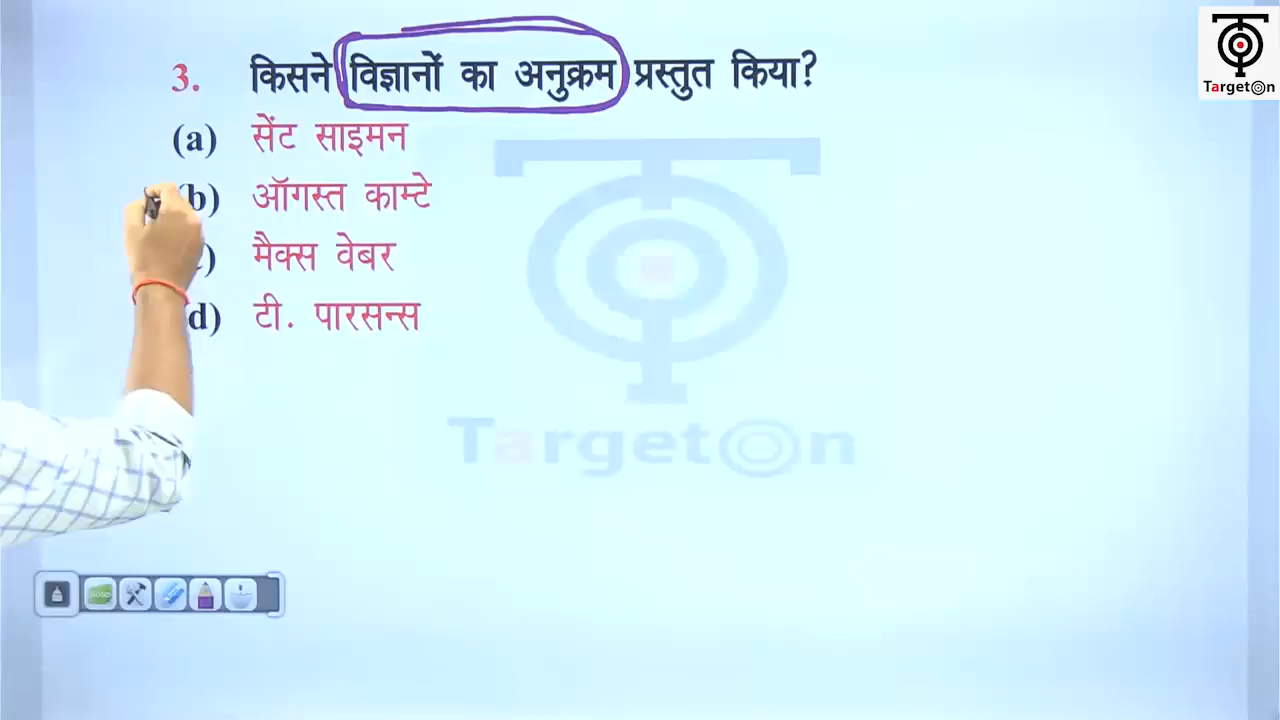 3. किसने विज्ञानों का अनुक्रम प्रस्तुत किया?
(a) सेंट साइमन
(b) ऑगस्त काम्टे
) मैक्स वेबर
d) टी. पारसन्स
TargetOn
TargetOn